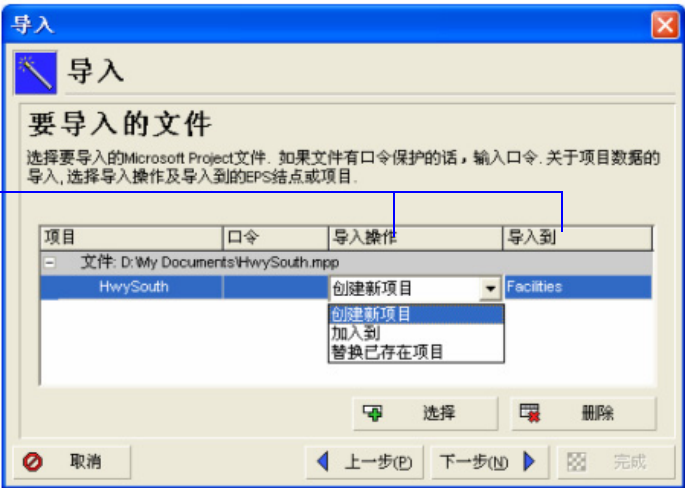 导入
导入
要导入的文件
选择要导入的Microsoft Project文件. 如果文件有口令保护的话，输入口令. 关于项目数据的
导入, 选择导入操作及导入到的EPS结点或项目.
项目 口令 导入操作 导入到
文件: D:\My Documents\HwySouth.mpp
HwySouth 创建新项目 Facilities
创建新项目
加入到
替换已存在项目
选择 删除
取消 上一步(P) 下一步(N) 完成